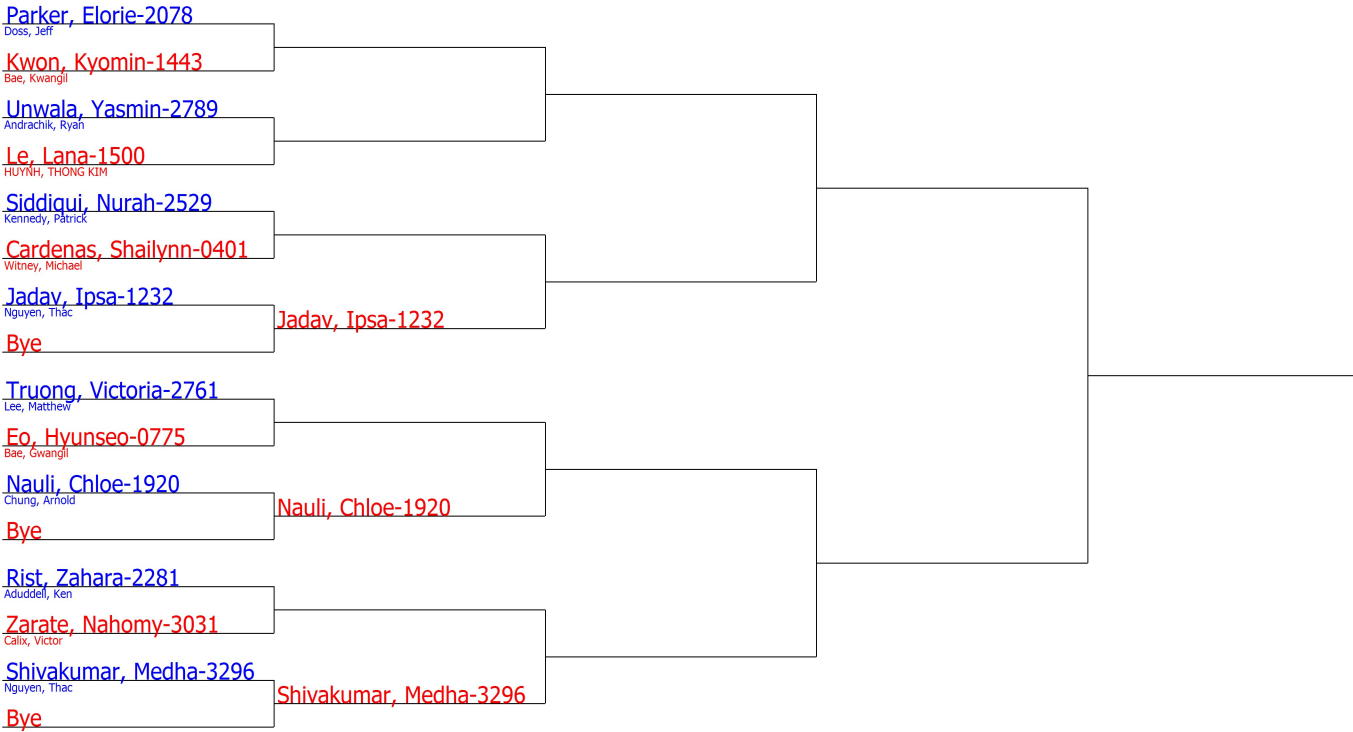 Parker, Elorie-2078
Doss, Jeff
Kwon, Kyomin-1443
Bae, Kwangil
Unwala, Yasmin-2789
Andrachik, Ryan
Le, Lana-1500
HUYNH, THONG KIM
Siddiqui, Nurah-2529
Kennedy, Patrick
Cardenas, Shailynn-0401
Witney, Michael
Jadav, Ipsa-1232
Nguyen, Thac
Jadav, Ipsa-1232
Bye
Truong, Victoria-2761
Lee, Matthew
Eo, Hyunseo-0775
Bae, Gwangil
Nauli, Chloe-1920
Chung, Arnold
Nauli, Chloe-1920
Bye
Rist, Zahara-2281
Aduddell, Ken
Zarate, Nahomy-3031
Calix, Victor
Shivakumar, Medha-3296
Nguyen, Thac
Shivakumar, Medha-3296
Bye